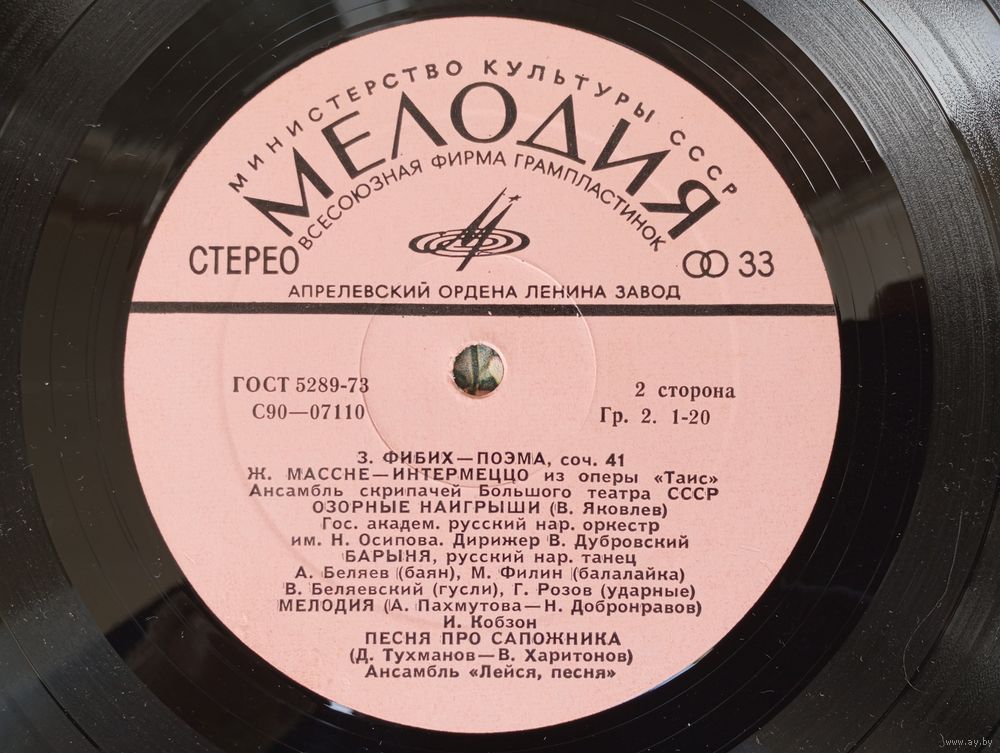 МИНИСТЕРСТВО КУЛЬТУРЫ СССР
МЕЛОДИЯ
ВСЕСОЮЗНАЯ ФИРМА ГРАМПЛАСТИНОК
СТЕРЕО
33
АПРЕЛЕВСКИЙ ОРДЕНА ЛЕНИНА ЗАВОД
ГОСТ 5289-73
С90—07110
2 сторона
Гр. 2. 1-20
З. ФИБИХ—ПОЭМА, соч. 41
Ж. МАССНЕ—ИНТЕРМЕЦЦО из оперы «Таис»
Ансамбль скрипачей Большого театра СССР
ОЗОРНЫЕ НАИГРЫШИ (В. Яковлев)
Гос. академ. русский нар. оркестр
им. Н. Осипова. Дирижер В. Дубровский
БАРЫНЯ, русский нар. танец
А. Беляев (баян), М. Филин (балалайка)
В. Беляевский (гусли), Г. Розов (ударные)
МЕЛОДИЯ (А. Пахмутова—Н. Добронравов)
И. Кобзон
ПЕСНЯ ПРО САПОЖНИКА
(Д. Тухманов—В. Харитонов)
Ансамбль «Лейся, песня»
www.ay.by